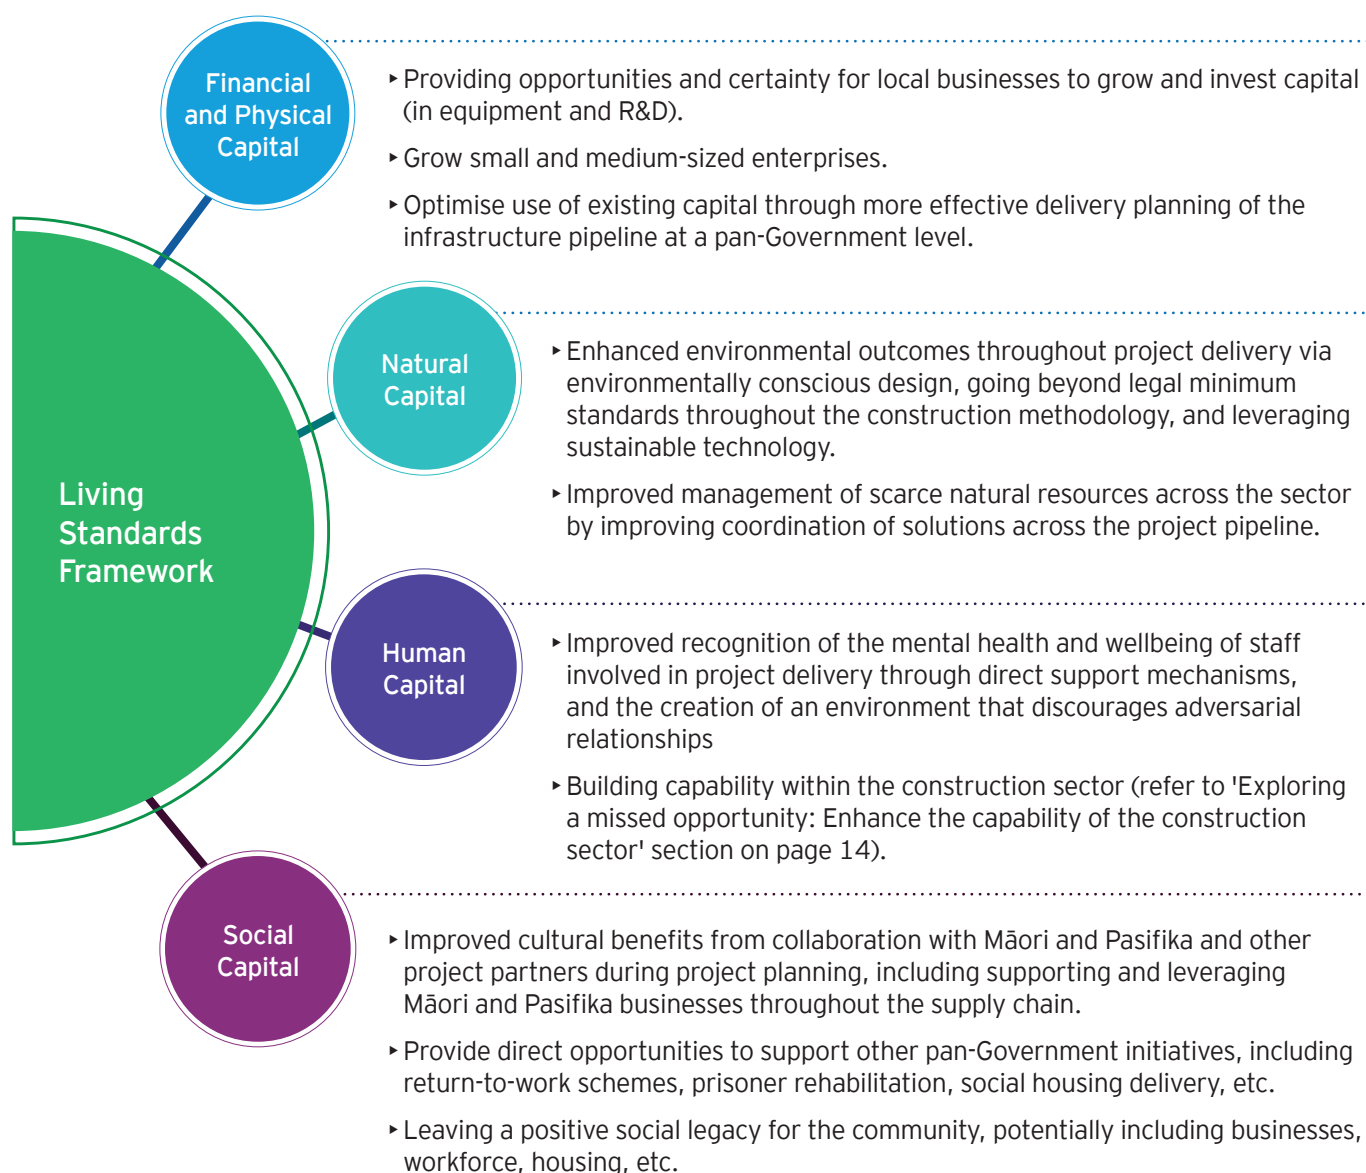 Financial
and Physical
Capital
‣ Providing opportunities and certainty for local businesses to grow and invest capital
(in equipment and R&D).
‣ Grow small and medium-sized enterprises.
‣ Optimise use of existing capital through more effective delivery planning of the
infrastructure pipeline at a pan-Government level.
Natural
Capital
‣ Enhanced environmental outcomes throughout project delivery via
environmentally conscious design, going beyond legal minimum
standards throughout the construction methodology, and leveraging
sustainable technology.
‣ Improved management of scarce natural resources across the sector
by improving coordination of solutions across the project pipeline.
Living
Standards
Framework
Human
Capital
‣ Improved recognition of the mental health and wellbeing of staff
involved in project delivery through direct support mechanisms,
and the creation of an environment that discourages adversarial
relationships
‣ Building capability within the construction sector (refer to 'Exploring
a missed opportunity: Enhance the capability of the construction
sector' section on page 14).
Social
Capital
‣ Improved cultural benefits from collaboration with Māori and Pasifika and other
project partners during project planning, including supporting and leveraging
Māori and Pasifika businesses throughout the supply chain.
‣ Provide direct opportunities to support other pan-Government initiatives, including
return-to-work schemes, prisoner rehabilitation, social housing delivery, etc.
‣ Leaving a positive social legacy for the community, potentially including businesses,
workforce, housing, etc.